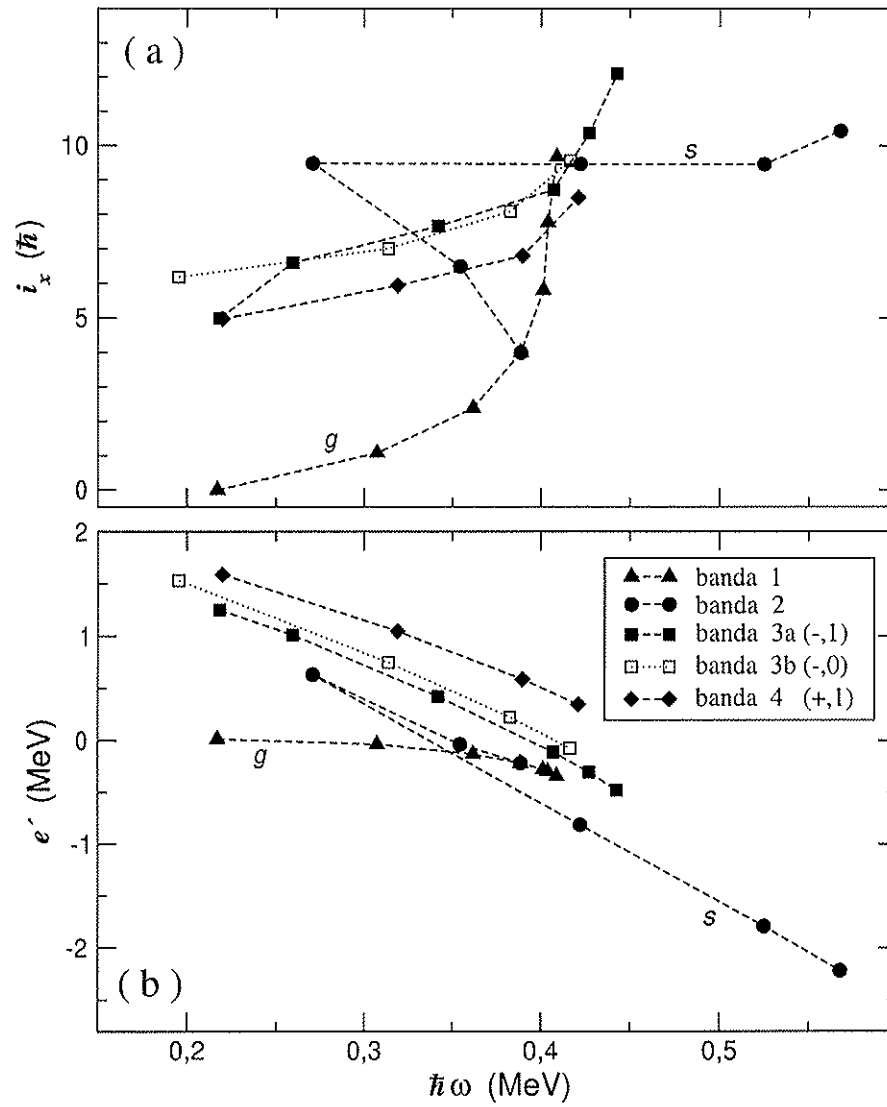 ( a )
10
5
0
i_x (ħ)
s
g
2
1
0
-1
-2
e´ (MeV)
banda 1
banda 2
banda 3a (-,1)
banda 3b (-,0)
banda 4 (+,1)
g
s
( b )
0,2 0,3 0,4 0,5
ħω (MeV)